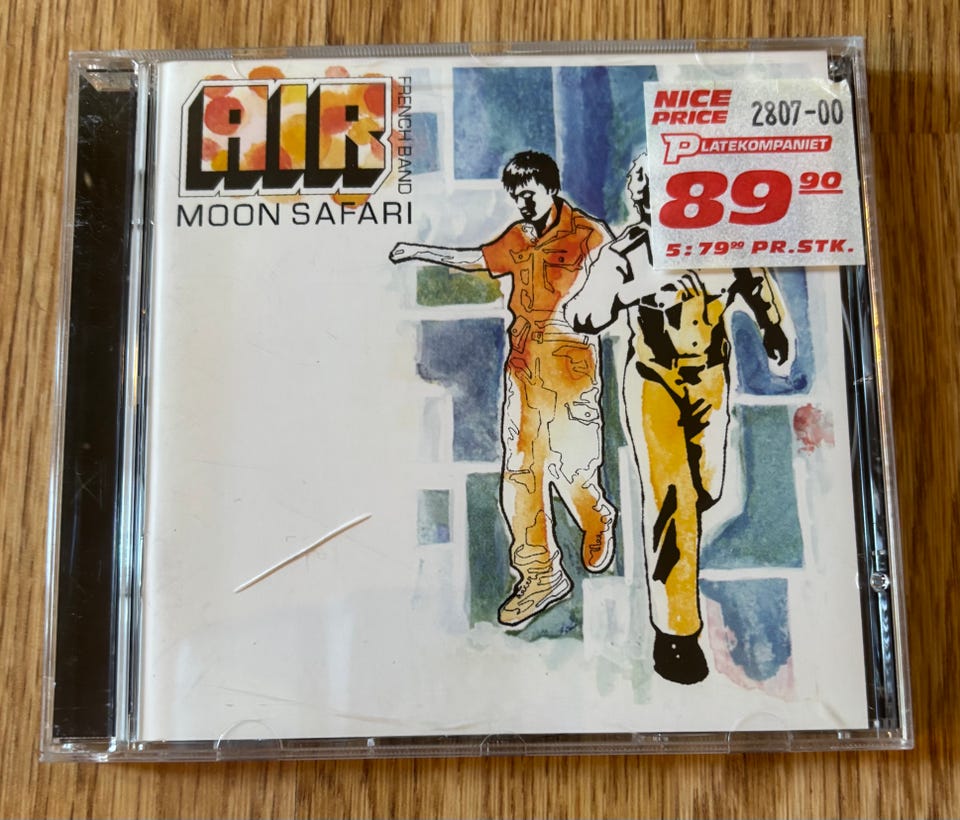 AIR
FRENCH BAND
MOON SAFARI
NICE
PRICE
2807-00
PLATEKOMPANIET
89 90
5: 79 90 PR.STK.